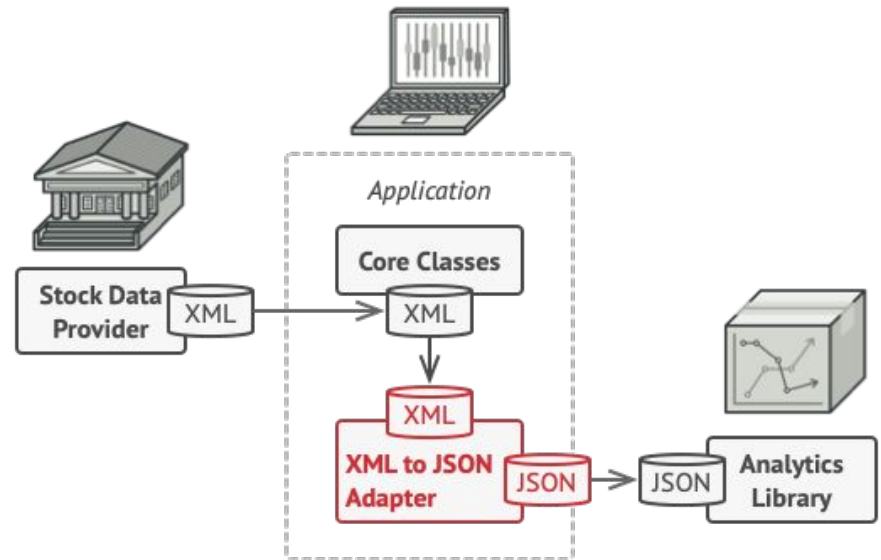 Application
Core Classes
XML
Stock Data
Provider
XML
XML
XML to JSON
Adapter
JSON
JSON
Analytics
Library